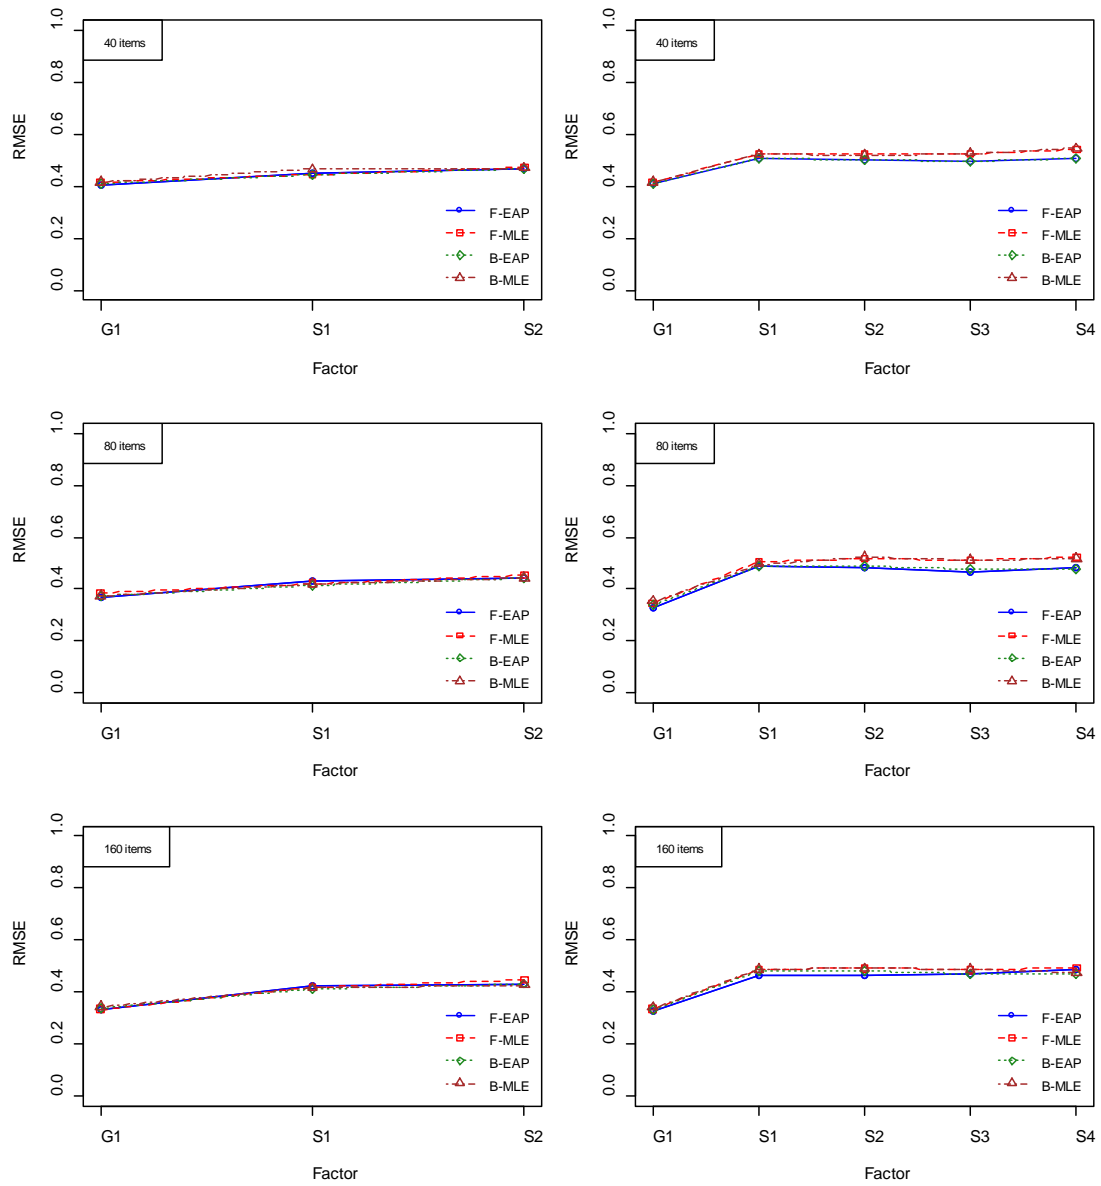 40 items
RMSE
1.0
0.8
0.6
0.4
0.2
0.0
F-EAP
F-MLE
B-EAP
B-MLE
G1 S1 S2
Factor
40 items
RMSE
1.0
0.8
0.6
0.4
0.2
0.0
F-EAP
F-MLE
B-EAP
B-MLE
G1 S1 S2 S3 S4
Factor
80 items
RMSE
1.0
0.8
0.6
0.4
0.2
0.0
F-EAP
F-MLE
B-EAP
B-MLE
G1 S1 S2
Factor
80 items
RMSE
1.0
0.8
0.6
0.4
0.2
0.0
F-EAP
F-MLE
B-EAP
B-MLE
G1 S1 S2 S3 S4
Factor
160 items
RMSE
1.0
0.8
0.6
0.4
0.2
0.0
F-EAP
F-MLE
B-EAP
B-MLE
G1 S1 S2
Factor
160 items
RMSE
1.0
0.8
0.6
0.4
0.2
0.0
F-EAP
F-MLE
B-EAP
B-MLE
G1 S1 S2 S3 S4
Factor